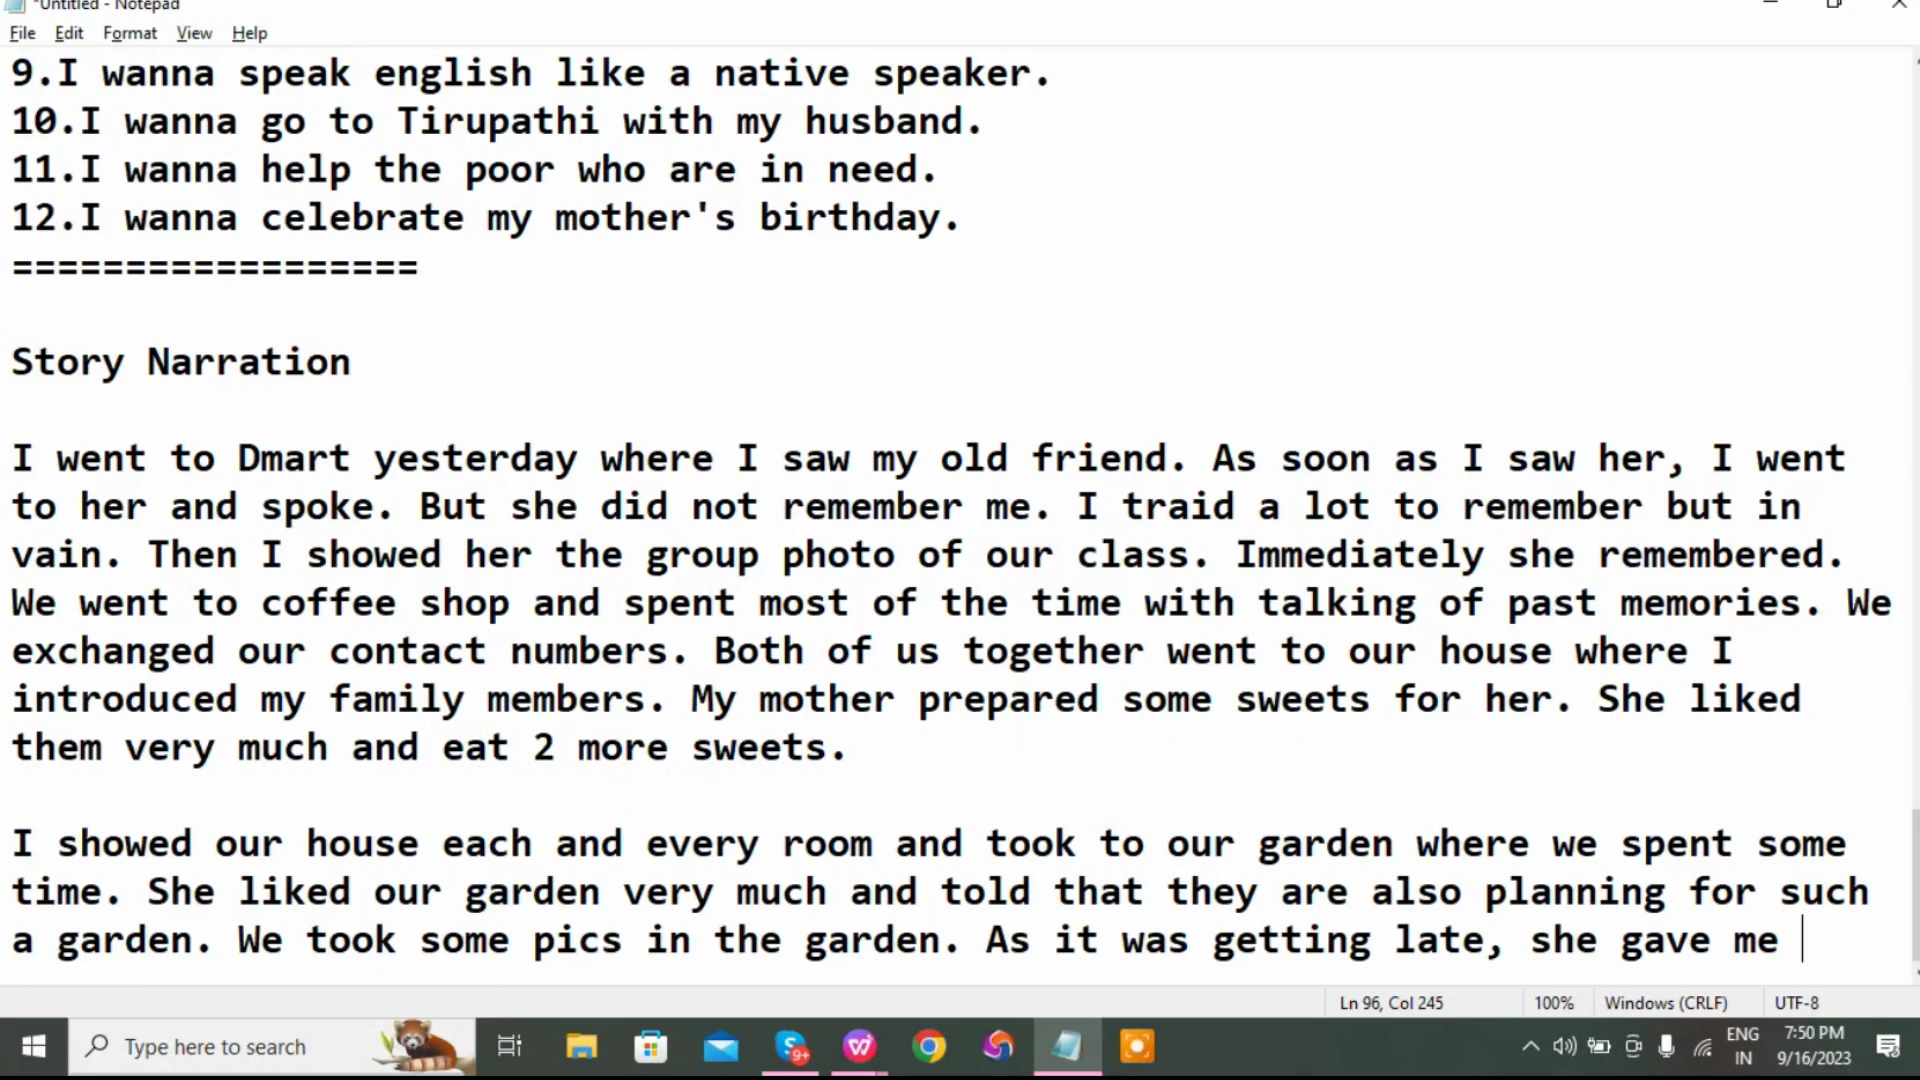 *Untitled - Notepad
File Edit Format View Help
9.I wanna speak english like a native speaker.
10.I wanna go to Tirupathi with my husband.
11.I wanna help the poor who are in need.
12.I wanna celebrate my mother's birthday.
==================
Story Narration
I went to Dmart yesterday where I saw my old friend. As soon as I saw her, I went
to her and spoke. But she did not remember me. I traid a lot to remember but in
vain. Then I showed her the group photo of our class. Immediately she remembered.
We went to coffee shop and spent most of the time with talking of past memories. We
exchanged our contact numbers. Both of us together went to our house where I
introduced my family members. My mother prepared some sweets for her. She liked
them very much and eat 2 more sweets.
I showed our house each and every room and took to our garden where we spent some
time. She liked our garden very much and told that they are also planning for such
a garden. We took some pics in the garden. As it was getting late, she gave me
Ln 96, Col 245 100% Windows (CRLF) UTF-8
Type here to search
9+
ENG
IN
7:50 PM
9/16/2023